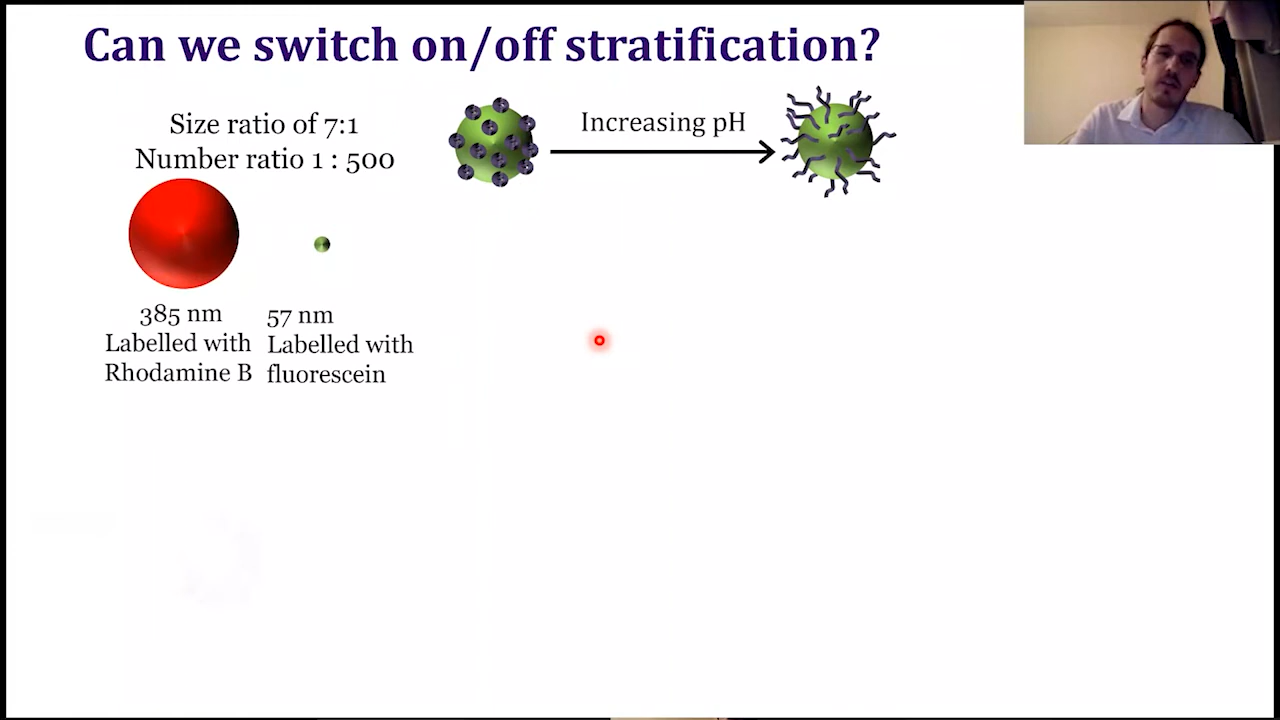 Can we switch on/off stratification?
Size ratio of 7:1
Number ratio 1 : 500
Increasing pH
385 nm
Labelled with
Rhodamine B
57 nm
Labelled with
fluorescein